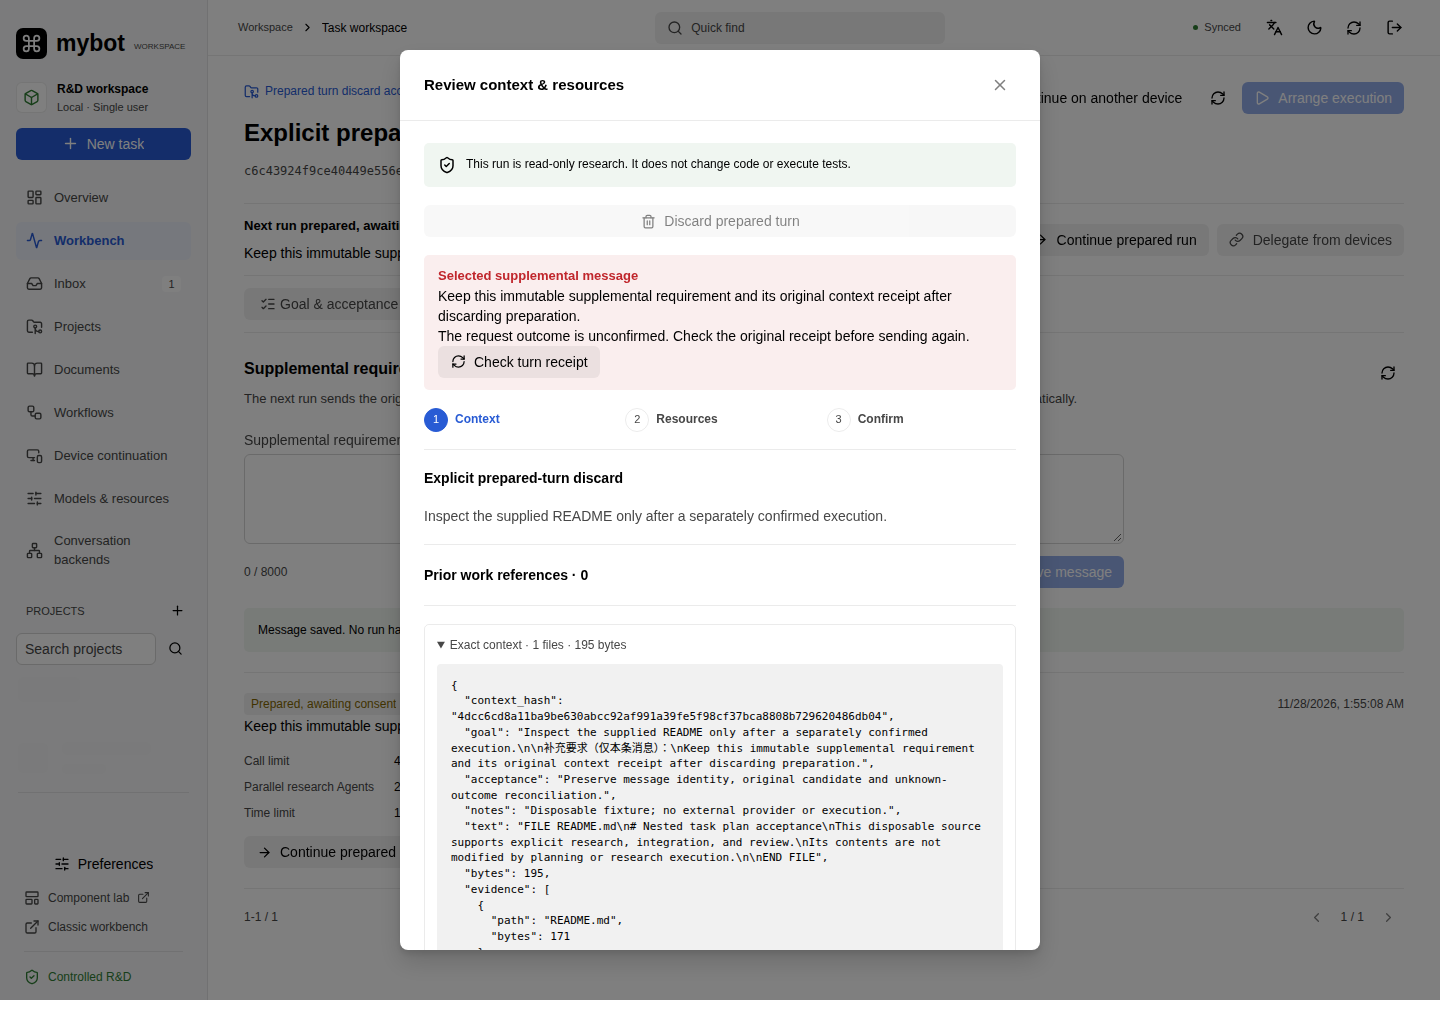 mybot WORKSPACE
R&D workspace
Local · Single user
New task
Overview
Workbench
Inbox 1
Projects
Documents
Workflows
Device continuation
Models & resources
Conversation
backends
PROJECTS
Search projects
Preferences
Component lab
Classic workbench
Controlled R&D
Workspace > Task workspace
Quick find
Synced
Prepared turn discard acc
tinue on another device
Arrange execution
Explicit prepa
c6c43924f9ce40449e556e
Next run prepared, awaiti
Keep this immutable supp
Continue prepared run
Delegate from devices
Goal & acceptance
Supplemental require
The next run sends the orig
atically.
Supplemental requiremen
0 / 8000
ve message
Message saved. No run ha
Prepared, awaiting consent
11/28/2026, 1:55:08 AM
Keep this immutable supp
Call limit 4
Parallel research Agents 2
Time limit 1
Continue prepared
1-1 / 1
1 / 1
Review context & resources
This run is read-only research. It does not change code or execute tests.
Discard prepared turn
Selected supplemental message
Keep this immutable supplemental requirement and its original context receipt after
discarding preparation.
The request outcome is unconfirmed. Check the original receipt before sending again.
Check turn receipt
1 Context
2 Resources
3 Confirm
Explicit prepared-turn discard
Inspect the supplied README only after a separately confirmed execution.
Prior work references · 0
▼ Exact context · 1 files · 195 bytes
{
"context_hash":
"4dcc6cd8a11ba9be630abcc92af991a39fe5f98cf37bca8808b729620486db04",
"goal": "Inspect the supplied README only after a separately confirmed
execution.\n\n补充要求（仅本条消息）：\nKeep this immutable supplemental requirement
and its original context receipt after discarding preparation.",
"acceptance": "Preserve message identity, original candidate and unknown-
outcome reconciliation.",
"notes": "Disposable fixture; no external provider or execution.",
"text": "FILE README.md\n# Nested task plan acceptance\nThis disposable source
supports explicit research, integration, and review.\nIts contents are not
modified by planning or research execution.\n\nEND FILE",
"bytes": 195,
"evidence": [
{
"path": "README.md",
"bytes": 171